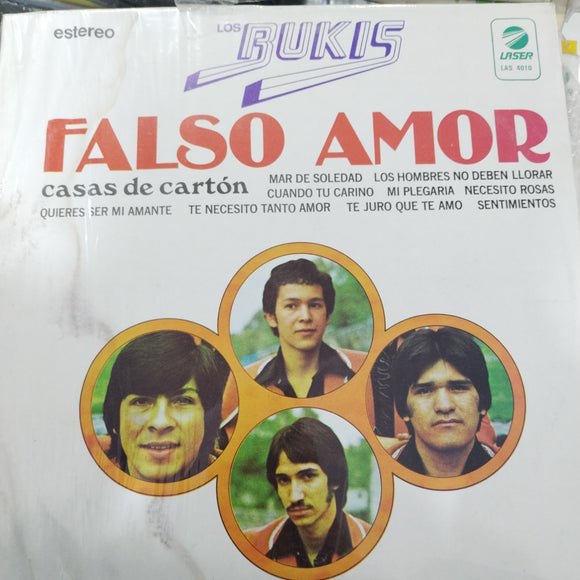 estereo
LOS BUKIS
LASER
LAS 4010
FALSO AMOR
casas de cartón
MAR DE SOLEDAD LOS HOMBRES NO DEBEN LLORAR
CUANDO TU CARINO MI PLEGARIA NECESITO ROSAS
QUIERES SER MI AMANTE TE NECESITO TANTO AMOR TE JURO QUE TE AMO SENTIMIENTOS